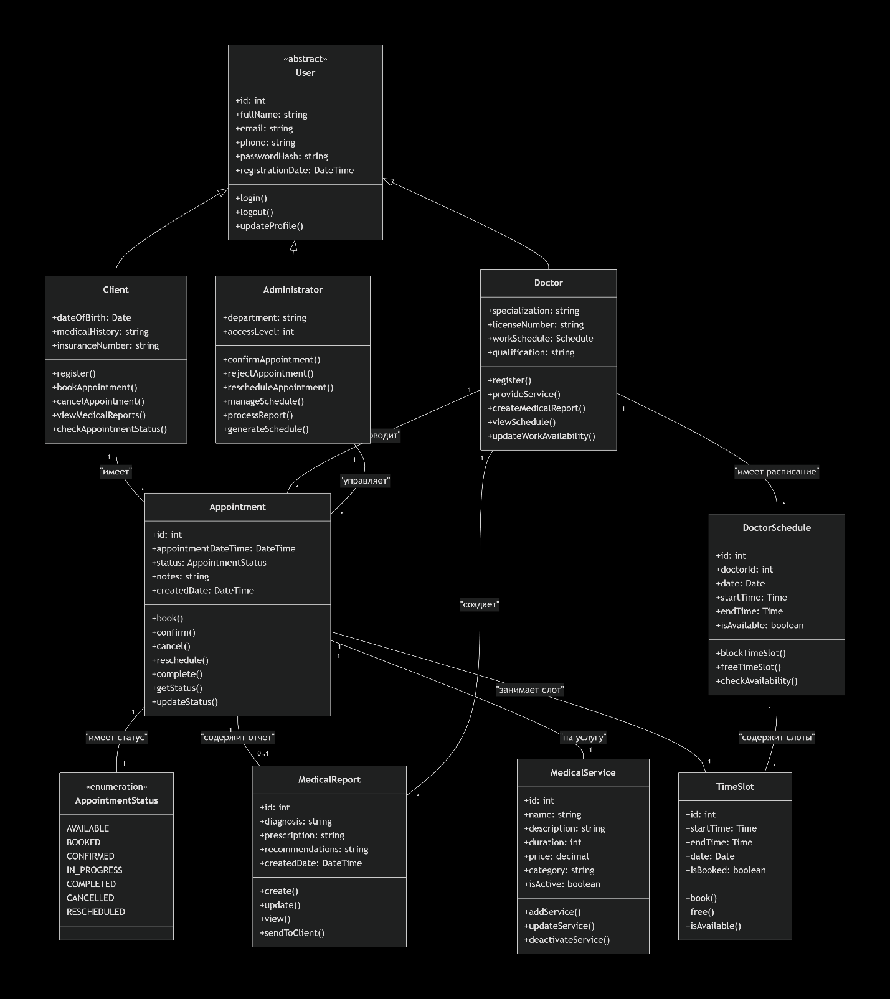 «abstract»
User
+id: int
+fullName: string
+email: string
+phone: string
+passwordHash: string
+registrationDate: DateTime
+login()
+logout()
+updateProfile()
Client
+dateOfBirth: Date
+medicalHistory: string
+insuranceNumber: string
+register()
+bookAppointment()
+cancelAppointment()
+viewMedicalReports()
+checkAppointmentStatus()
Administrator
+department: string
+accessLevel: int
+confirmAppointment()
+rejectAppointment()
+rescheduleAppointment()
+manageSchedule()
+processReport()
+generateSchedule()
Doctor
+specialization: string
+licenseNumber: string
+workSchedule: Schedule
+qualification: string
+register()
+provideService()
+createMedicalReport()
+viewSchedule()
+updateWorkAvailability()
1
1
1
"имеет"
*
1
"управляет"
*
*
1
"имеет расписание"
*
Appointment
+id: int
+appointmentDateTime: DateTime
+status: AppointmentStatus
+notes: string
+createdDate: DateTime
+book()
+confirm()
+cancel()
+reschedule()
+complete()
+getStatus()
+updateStatus()
"создает"
*
DoctorSchedule
+id: int
+doctorId: int
+date: Date
+startTime: Time
+endTime: Time
+isAvailable: boolean
+blockTimeSlot()
+freeTimeSlot()
+checkAvailability()
1
1
"занимает слот"
1
"на услугу"
1
1
"содержит слоты"
*
1
"имеет статус"
1
1
"содержит отчет"
0..1
«enumeration»
AppointmentStatus
AVAILABLE
BOOKED
CONFIRMED
IN_PROGRESS
COMPLETED
CANCELLED
RESCHEDULED
MedicalReport
+id: int
+diagnosis: string
+prescription: string
+recommendations: string
+createdDate: DateTime
+create()
+update()
+view()
+sendToClient()
MedicalService
+id: int
+name: string
+description: string
+duration: int
+price: decimal
+category: string
+isActive: boolean
+addService()
+updateService()
+deactivateService()
TimeSlot
+id: int
+startTime: Time
+endTime: Time
+date: Date
+isBooked: boolean
+book()
+free()
+isAvailable()